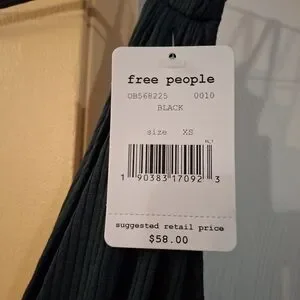 free people
OB568225 0010
BLACK
size XS
1 90383 17092 3
suggested retail price
$58.00